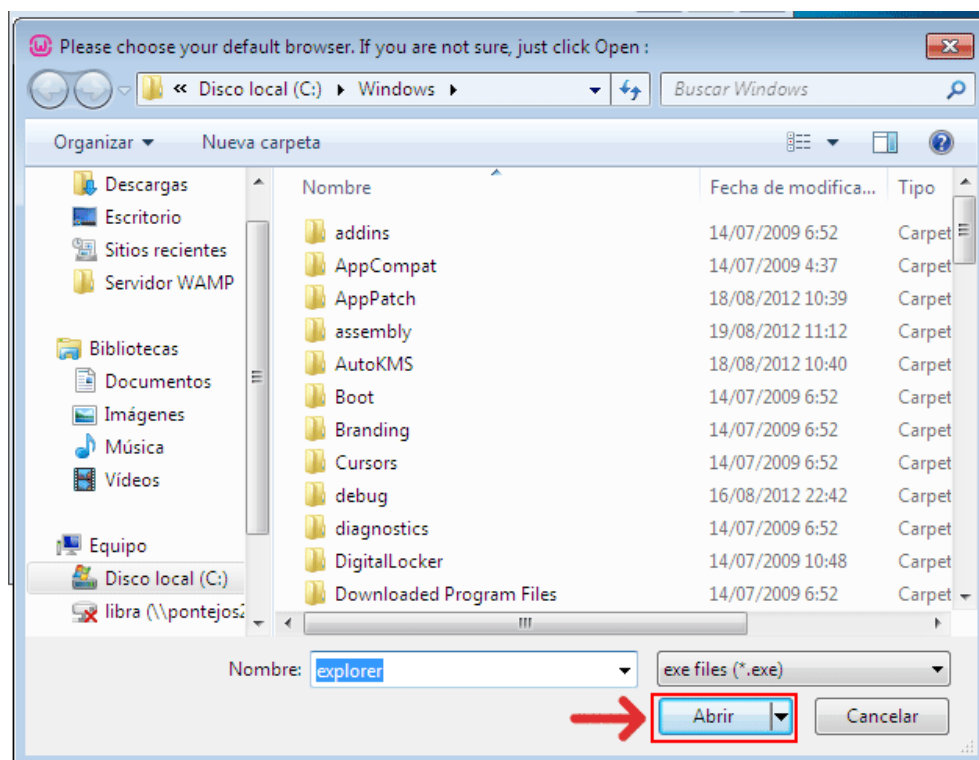 Please choose your default browser. If you are not sure, just click Open :
« Disco local (C:) Windows
Buscar Windows
Organizar Nueva carpeta
Descargas
Escritorio
Sitios recientes
Servidor WAMP
Bibliotecas
Documentos
Imágenes
Música
Vídeos
Equipo
Disco local (C:)
libra (\\pontejos2
Nombre Fecha de modifica... Tipo
addins 14/07/2009 6:52 Carpet
AppCompat 14/07/2009 4:37 Carpet
AppPatch 18/08/2012 10:39 Carpet
assembly 19/08/2012 11:12 Carpet
AutoKMS 18/08/2012 10:40 Carpet
Boot 14/07/2009 6:52 Carpet
Branding 14/07/2009 6:52 Carpet
Cursors 14/07/2009 6:52 Carpet
debug 16/08/2012 22:42 Carpet
diagnostics 14/07/2009 6:52 Carpet
DigitalLocker 14/07/2009 10:48 Carpet
Downloaded Program Files 14/07/2009 6:52 Carpet
Nombre: explorer exe files (*.exe)
Abrir Cancelar